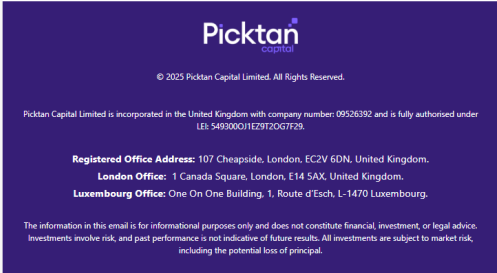 Picktan
capital
© 2025 Picktan Capital Limited. All Rights Reserved.
Picktan Capital Limited is incorporated in the United Kingdom with company number: 09526392 and is fully authorised under
LEI: 549300OJ1EZ9T2OG7F29.
Registered Office Address: 107 Cheapside, London, EC2V 6DN, United Kingdom.
London Office: 1 Canada Square, London, E14 5AX, United Kingdom.
Luxembourg Office: One On One Building, 1, Route d'Esch, L-1470 Luxembourg.
The information in this email is for informational purposes only and does not constitute financial, investment, or legal advice.
Investments involve risk, and past performance is not indicative of future results. All investments are subject to market risk,
including the potential loss of principal.